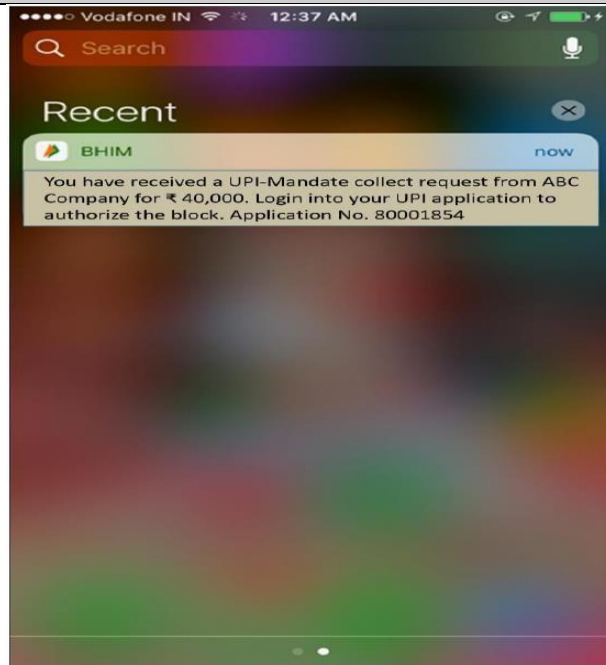 Vodafone IN 12:37 AM
Search
Recent
BHIM now
You have received a UPI-Mandate collect request from ABC
Company for ₹ 40,000. Login into your UPI application to
authorize the block. Application No. 80001854